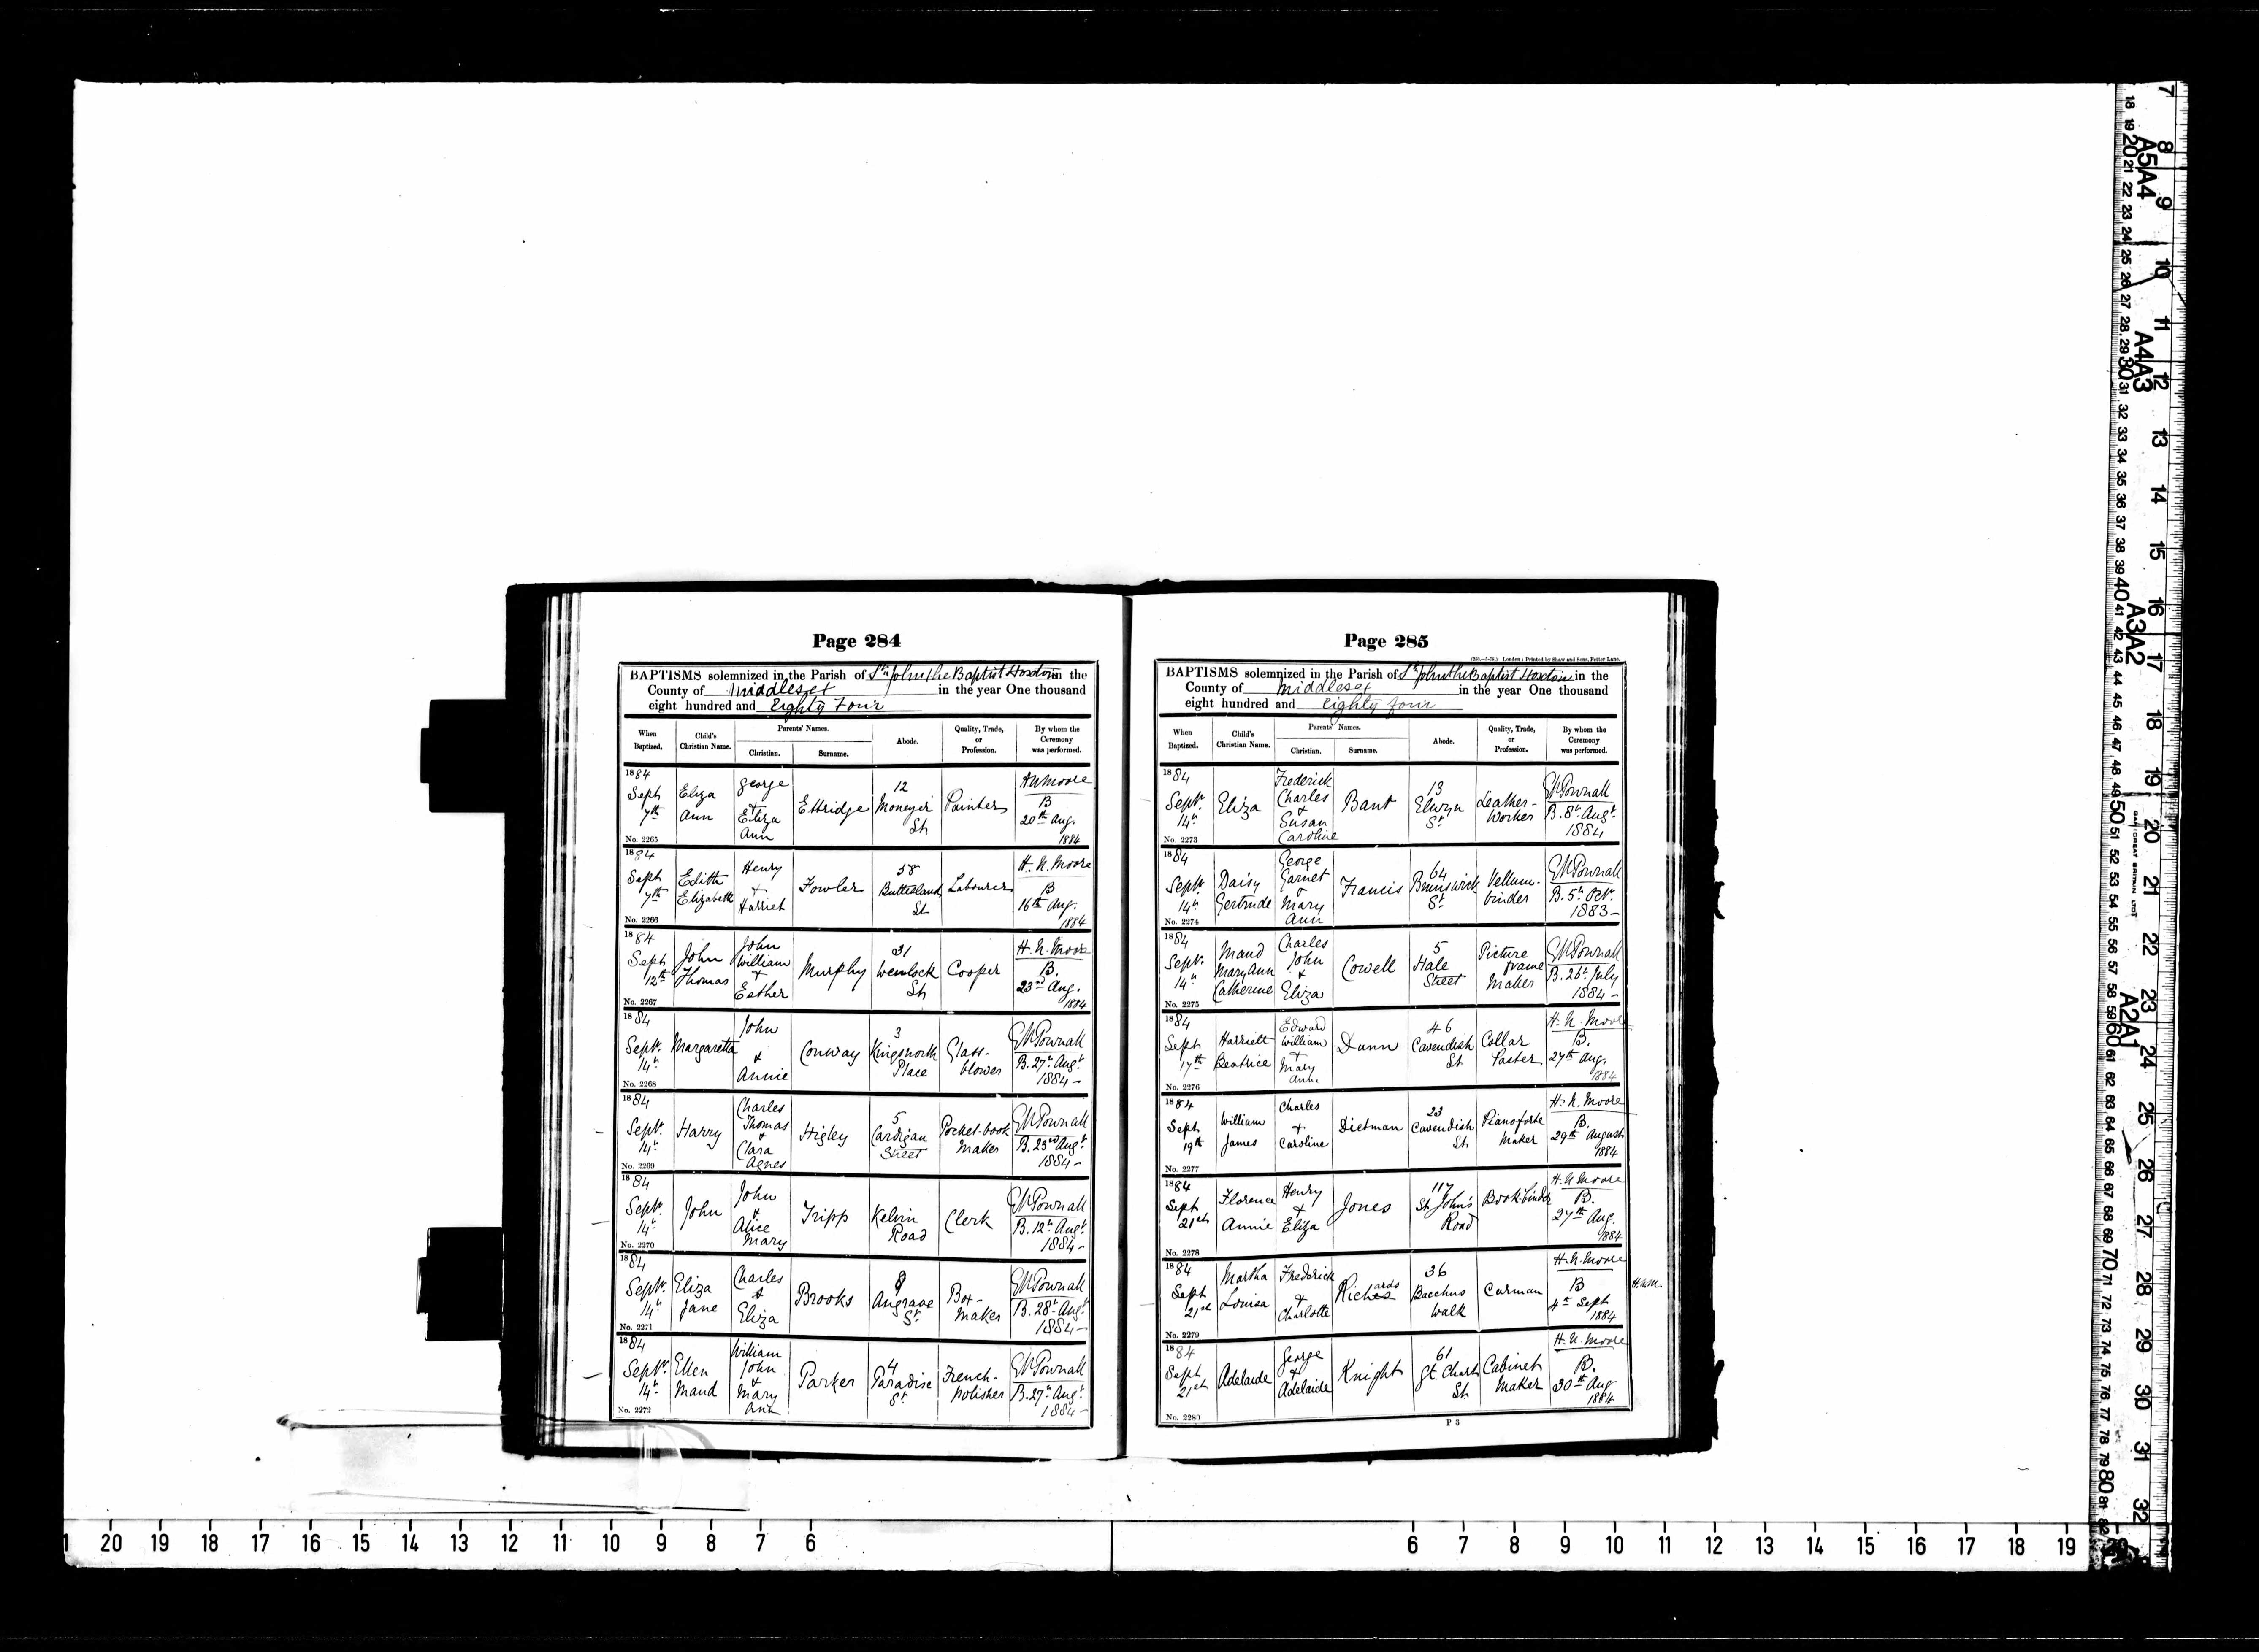 Page 284
BAPTISMS solemnized in the Parish of St. John the Baptist Hoxton in the
County of Middlesex in the year One thousand
eight hundred and Eighty Four
When Baptized.
Child's Christian Name.
Parents' Names.
Christian.
Surname.
Abode.
Quality, Trade, or Profession.
By whom the Ceremony was performed.
1884
Sept
7th
No. 2265
Eliza
Ann
George
+
Eliza
Ann
Ettridge
12
Moneyer
St
Painter
H N Moore
B
20th Aug.
1884
1884
Sept
7th
No. 2266
Edith
Elizabeth
Henry
+
Harriet
Fowler
58
Buttesland
St
Labourer
H. N. Moore
B
16th Aug.
1884
1884
Sept
12th
No. 2267
John
Thomas
John
William
+
Esther
Murphy
31
Wenlock
St
Cooper
H. N. Moore
B.
23rd Aug.
1884
1884
Septr.
14th
No. 2268
Margaretta
John
&
Annie
Conway
3
Kingsnorth
Place
Glass-
blower
G Pownall
B. 27th Augt
1884 -
1884
Septr.
14th
No. 2269
Harry
Charles
Thomas
&
Clara
Agnes
Higley
5
Cardigan
Street
Pocket-book
Maker
G Pownall
B. 23rd Augt
1884 -
1884
Septr.
14th
No. 2270
John
John
&
Alice
Mary
Tripp
Kelvin
Road
Clerk
G Pownall
B. 12th Augt
1884 -
1884
Septr.
14th
No. 2271
Eliza
Jane
Charles
&
Eliza
Brooks
9
Angrave
St
Box-
Maker
G Pownall
B. 28th Augt
1884 -
1884
Septr.
14th
No. 2272
Ellen
Maud
William
John
&
Mary
Ann
Parker
4
Paradise
St
French-
polisher
G Pownall
B. 27th Augt
1884 -
Page 285
(250.—5-79.) London: Printed by Shaw and Sons, Fetter Lane.
BAPTISMS solemnized in the Parish of St John the Baptist Hoxton in the
County of Middlesex in the year One thousand
eight hundred and Eighty four
When Baptized.
Child's Christian Name.
Parents' Names.
Christian.
Surname.
Abode.
Quality, Trade, or Profession.
By whom the Ceremony was performed.
1884
Septr.
14th
No. 2273
Eliza
Frederick
Charles
&
Susan
Caroline
Bant
13
Elwyn
St
Leather-
worker
G Pownall
B. 8th Augt
1884
1884
Septr.
14th
No. 2274
Daisy
Gertrude
George
Garnet
&
Mary
Ann
Francis
64
Brunswick
St
Vellum-
binder
G Pownall
B. 5th Octr.
1883 -
1884
Septr.
14th
No. 2275
Maud
Mary Ann
Catherine
Charles
John
&
Eliza
Cowell
5
Hale
Street
Picture
frame
Maker
G Pownall
B. 26th July
1884 -
1884
Sept
17th
No. 2276
Harriett
Beatrice
Edward
William
+
Mary
Anne
Dunn
46
Cavendish
St
Collar
Paster
H. N. Moore
B.
27th Aug.
1884
1884
Sept
19th
No. 2277
William
James
Charles
+
Caroline
Dietman
23
Cavendish
St
Pianoforte
Maker
H. N. Moore
B.
29th August
1884
1884
Sept
21st
No. 2278
Florence
Annie
Henry
+
Eliza
Jones
117
St John's
Road
Bookbinder
H. N Moore
B.
27th Aug.
1884
1884
Sept
21st
No. 2279
Martha
Louisa
Frederick
+
Charlotte
Richards
36
Bacchus
Walk
Carman
H. N. Moore
B
4th Sept
1884
H.N.M.
1884
Sept
21st
No. 2280
Adelaide
George
+
Adelaide
Knight
61
Gt. Chart
St
Cabinet
Maker
H. N. Moore
B.
30th Aug
1884
P 3